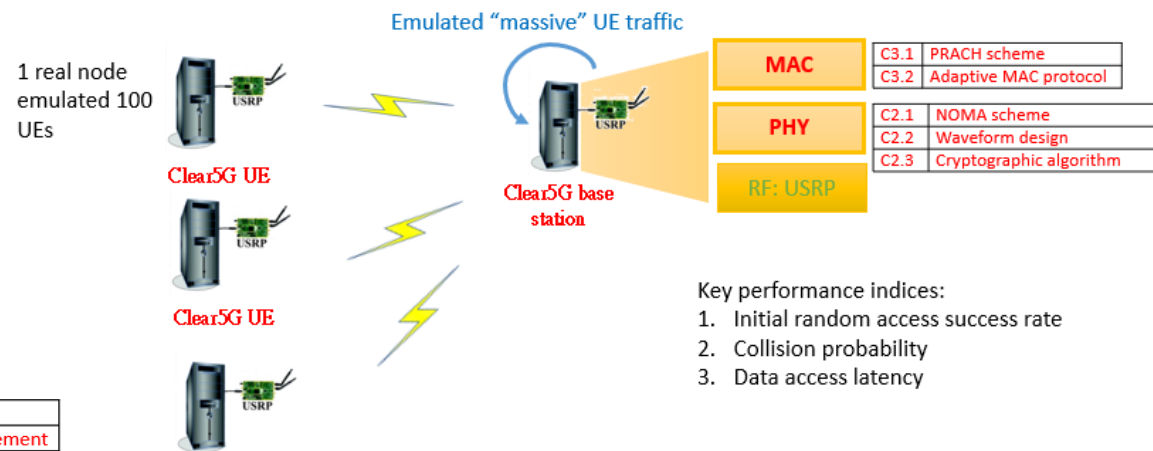 Emulated “massive” UE traffic
1 real node
emulated 100
UEs
USRP
Clear5G UE
USRP
Clear5G UE
USRP
USRP
Clear5G base
station
MAC
PHY
RF: USRP
C3.1 PRACH scheme
C3.2 Adaptive MAC protocol
C2.1 NOMA scheme
C2.2 Waveform design
C2.3 Cryptographic algorithm
Key performance indices:
1. Initial random access success rate
2. Collision probability
3. Data access latency
ement